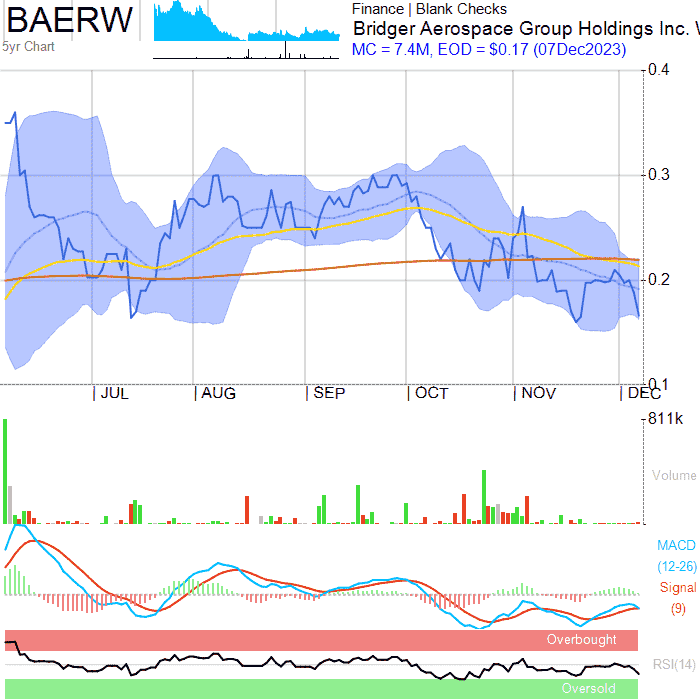 BAERW
5yr Chart
Finance | Blank Checks
Bridger Aerospace Group Holdings Inc. W
MC = 7.4M, EOD = $0.17 (07Dec2023)
0.4
0.3
0.2
0.1
JUL
AUG
SEP
OCT
NOV
DEC
811k
Volume
MACD
(12-26)
Signal
(9)
Overbought
RSI(14)
Oversold